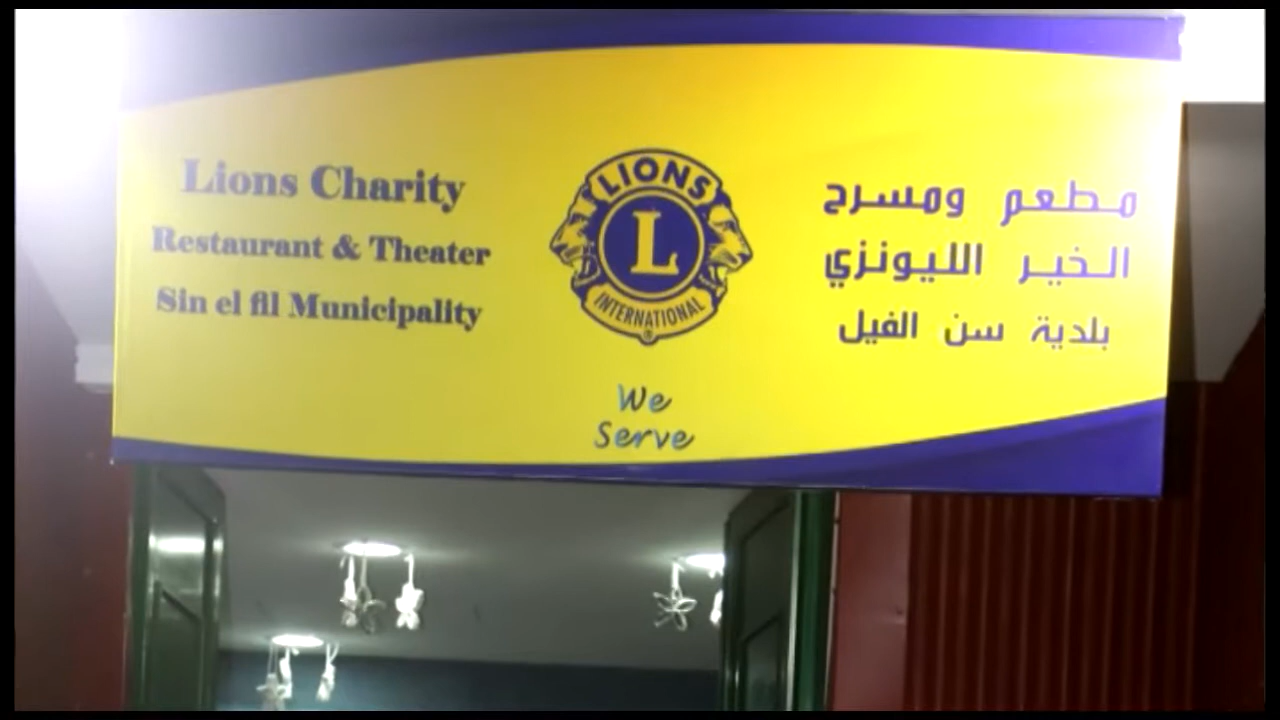 Lions Charity
Restaurant & Theater
Sin el fil Municipality
LIONS
L
INTERNATIONAL
®
We
Serve
مطعم ومسرح
الخير الليونزي
بلدية سن الفيل